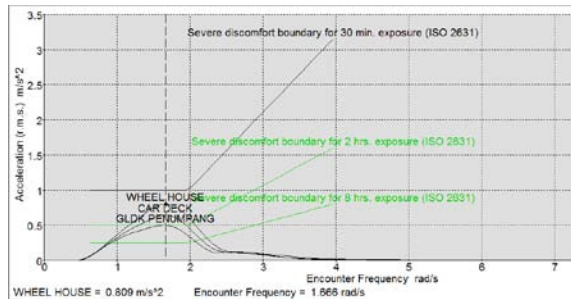 3.5
Severe discomfort boundary for 30 min. exposure (ISO 2631)
3
2.5
Acceleration (r.m.s.) m/s^2
2
Severe discomfort boundary for 2 hrs. exposure (ISO 2631)
1.5
1
WHEEL HOUSE
Severe discomfort boundary for 8 hrs. exposure (ISO 2631)
CAR DECK
0.5
GLDK PENUMPANG
0
0 1 2 3 4 5 6 7
Encounter Frequency rad/s
WHEEL HOUSE = 0.809 m/s^2 Encounter Frequency = 1.666 rad/s